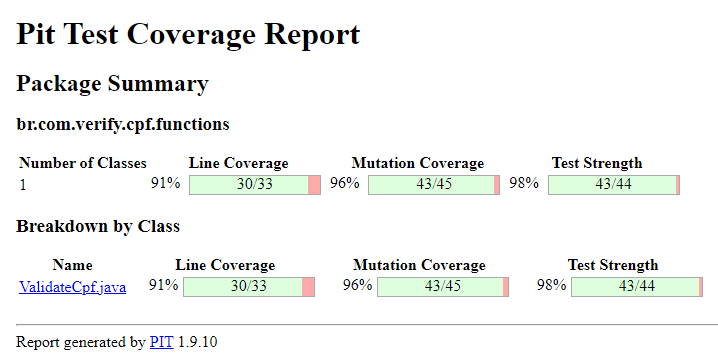 Pit Test Coverage Report
Package Summary
br.com.verify.cpf.functions
Number of Classes Line Coverage Mutation Coverage Test Strength
1 91% 30/33 96% 43/45 98% 43/44
Breakdown by Class
Name Line Coverage Mutation Coverage Test Strength
ValidateCpf.java 91% 30/33 96% 43/45 98% 43/44
Report generated by PIT 1.9.10